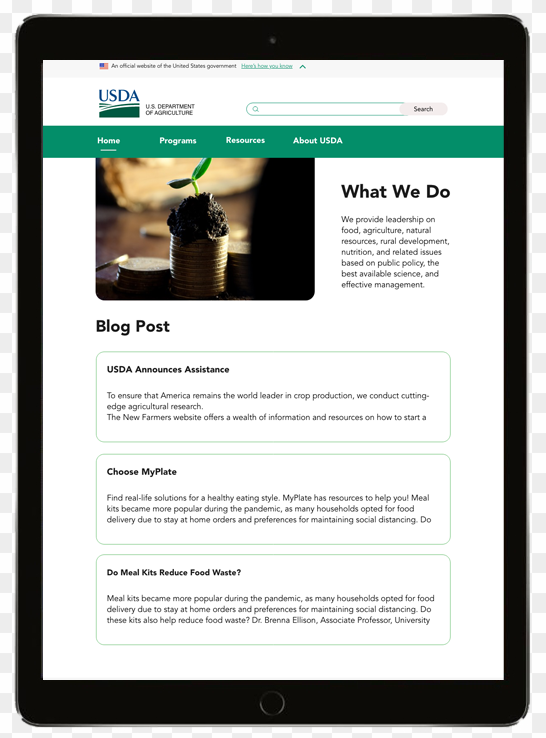 An official website of the United States government Here's how you know
USDA
U.S. DEPARTMENT
OF AGRICULTURE
Search
Home Programs Resources About USDA
What We Do
We provide leadership on
food, agriculture, natural
resources, rural development,
nutrition, and related issues
based on public policy, the
best available science, and
effective management.
Blog Post
USDA Announces Assistance
To ensure that America remains the world leader in crop production, we conduct cutting-
edge agricultural research.
The New Farmers website offers a wealth of information and resources on how to start a
Choose MyPlate
Find real-life solutions for a healthy eating style. MyPlate has resources to help you! Meal
kits became more popular during the pandemic, as many households opted for food
delivery due to stay at home orders and preferences for maintaining social distancing. Do
Do Meal Kits Reduce Food Waste?
Meal kits became more popular during the pandemic, as many households opted for food
delivery due to stay at home orders and preferences for maintaining social distancing. Do
these kits also help reduce food waste? Dr. Brenna Ellison, Associate Professor, University